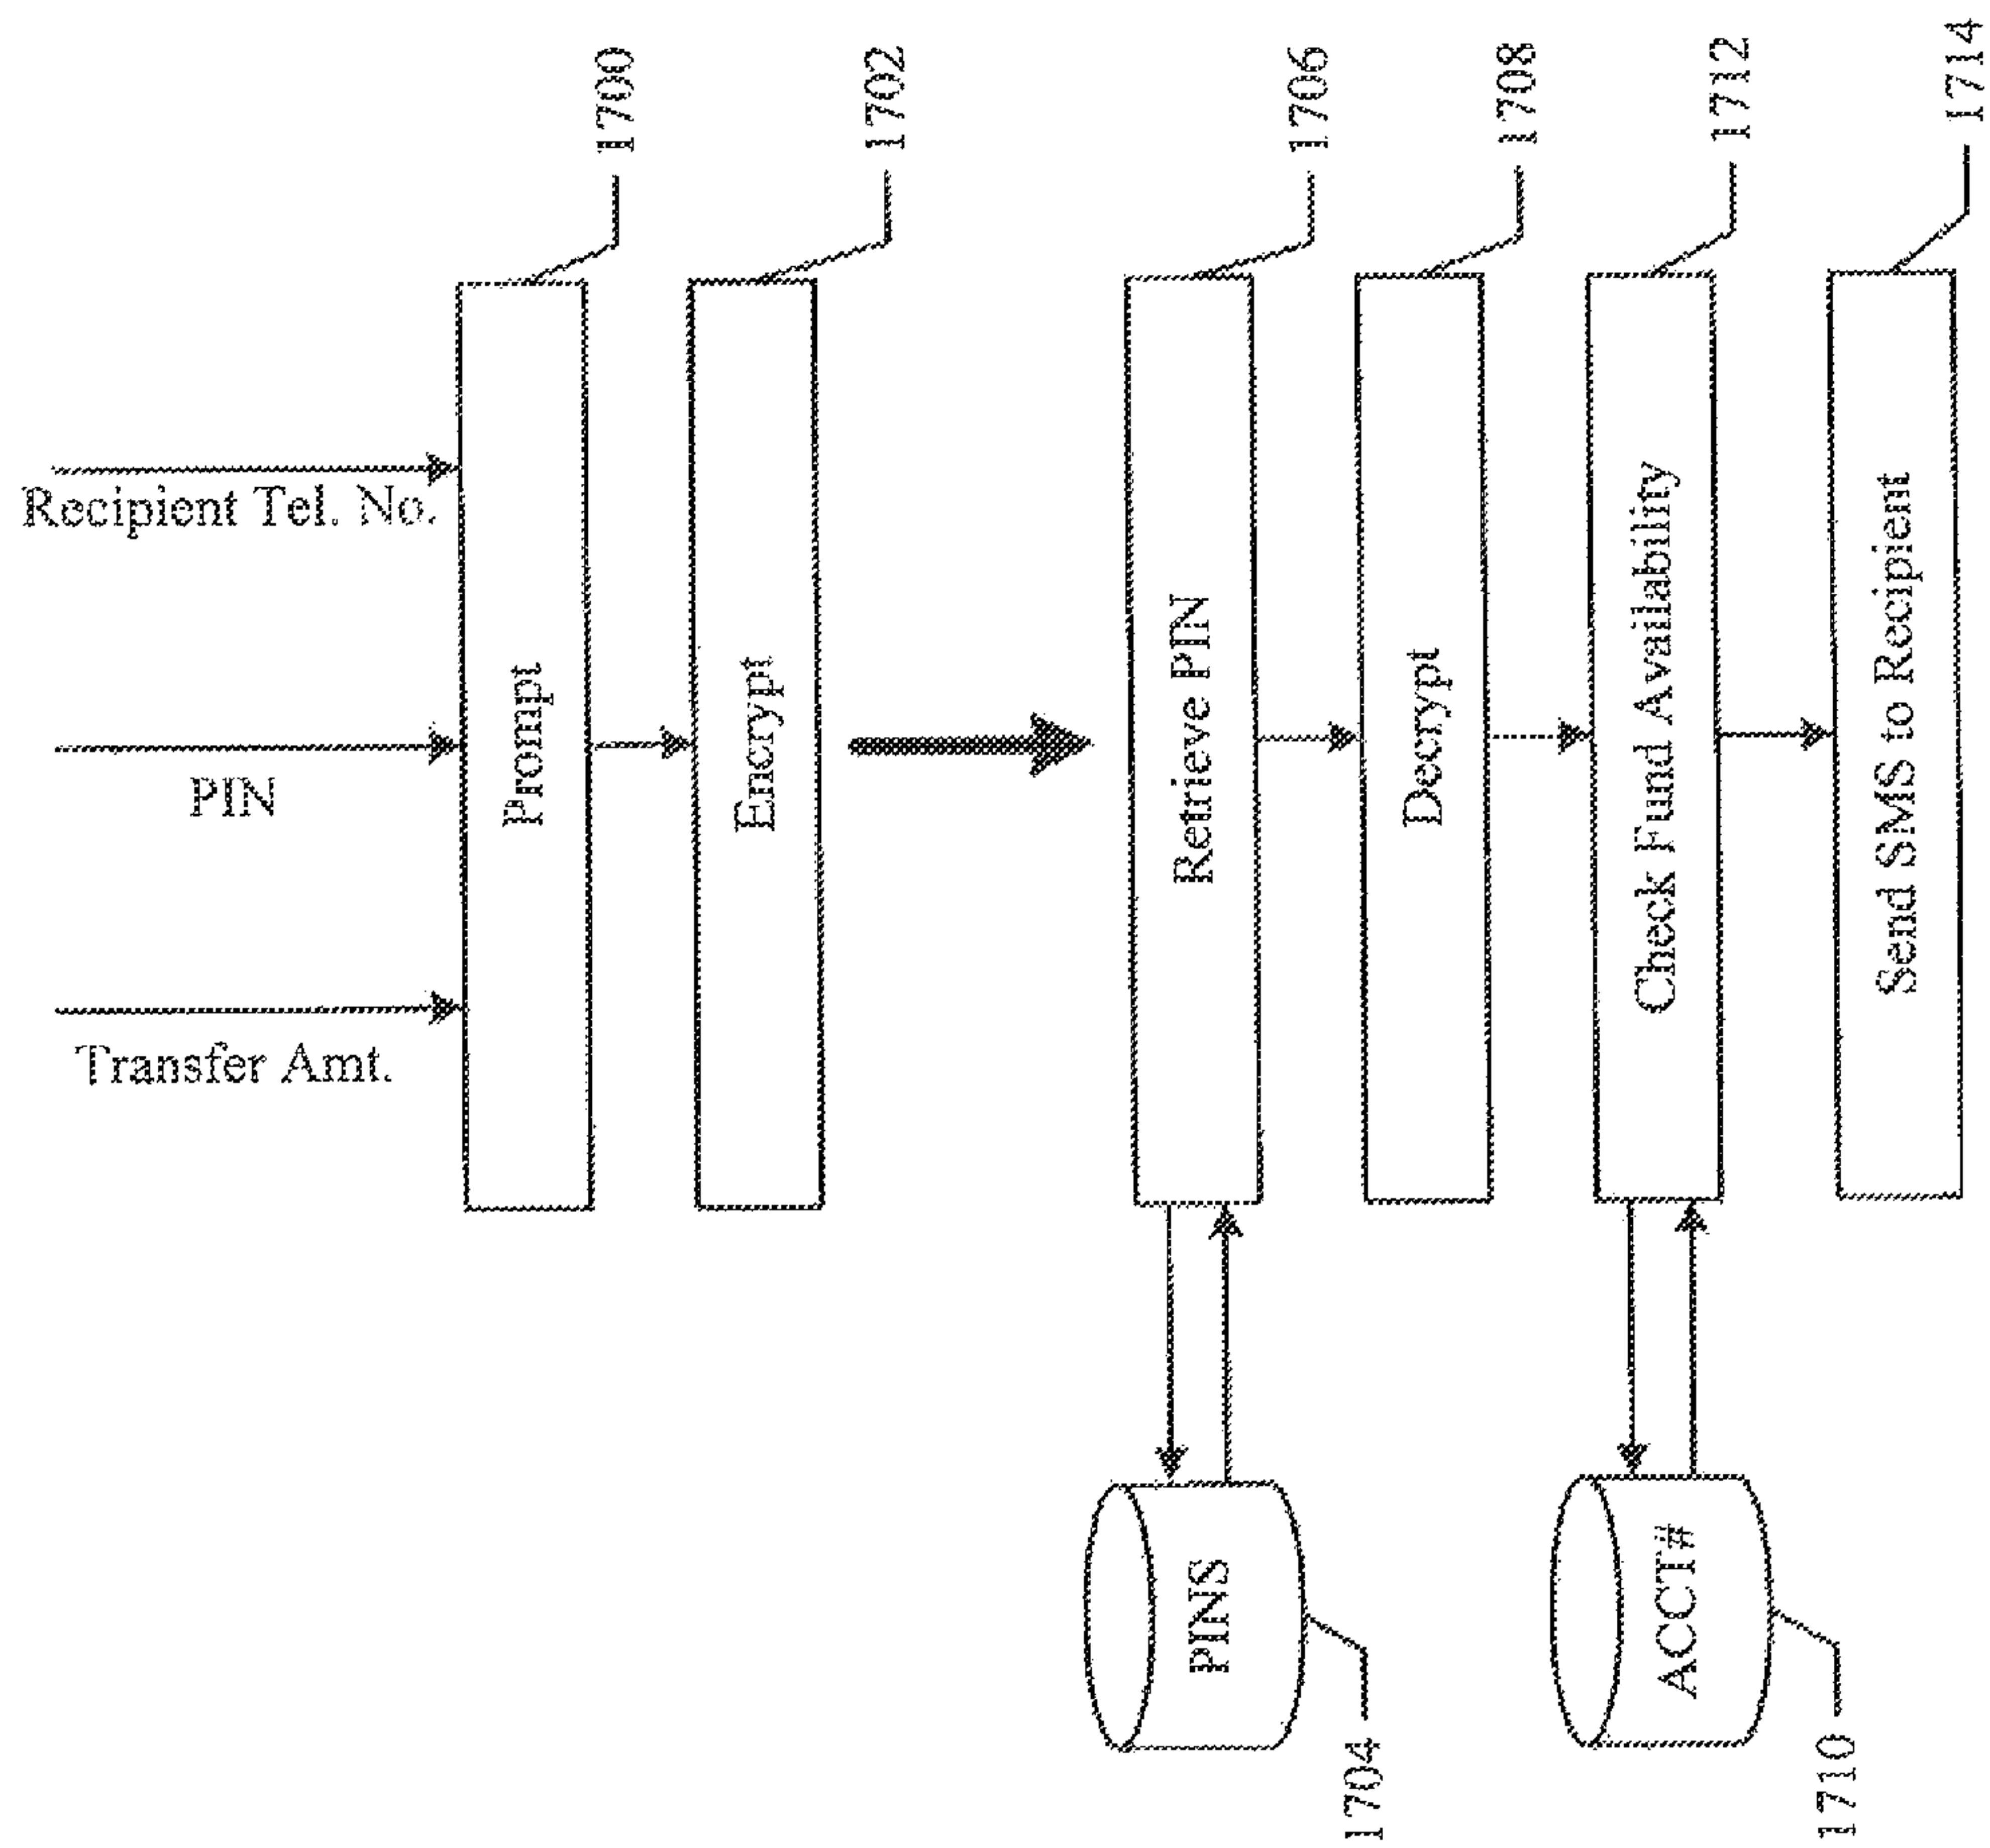 Recipient Tel. No.
PIN
Transfer Amt.
Prompt
1700
Encrypt
1702
Retrieve PIN
1706
PINS
1704
Decrypt
1708
Check Fund Availability
1712
ACCT#
1710
Send SMS to Recipient
1714